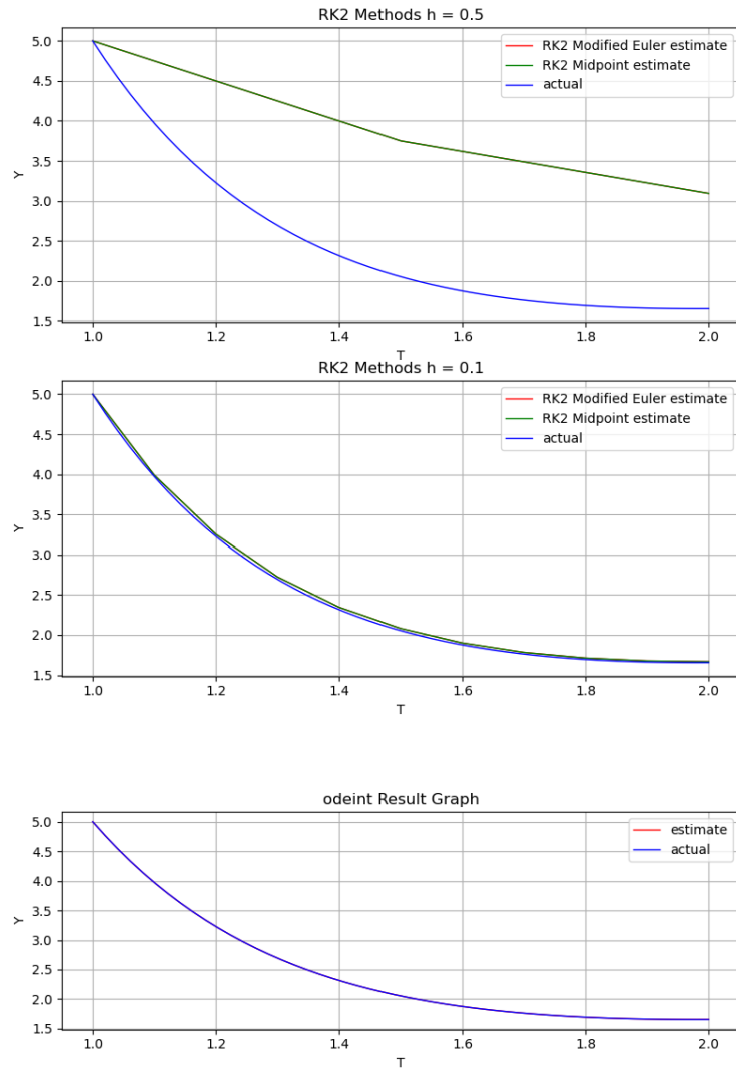 RK2 Methods h = 0.5
5.0
4.5
4.0
3.5
3.0
2.5
2.0
1.5
Y
RK2 Modified Euler estimate
RK2 Midpoint estimate
actual
1.0 1.2 1.4 1.6 1.8 2.0
T
RK2 Methods h = 0.1
5.0
4.5
4.0
3.5
3.0
2.5
2.0
1.5
Y
RK2 Modified Euler estimate
RK2 Midpoint estimate
actual
1.0 1.2 1.4 1.6 1.8 2.0
T
odeint Result Graph
5.0
4.5
4.0
3.5
3.0
2.5
2.0
1.5
Y
estimate
actual
1.0 1.2 1.4 1.6 1.8 2.0
T